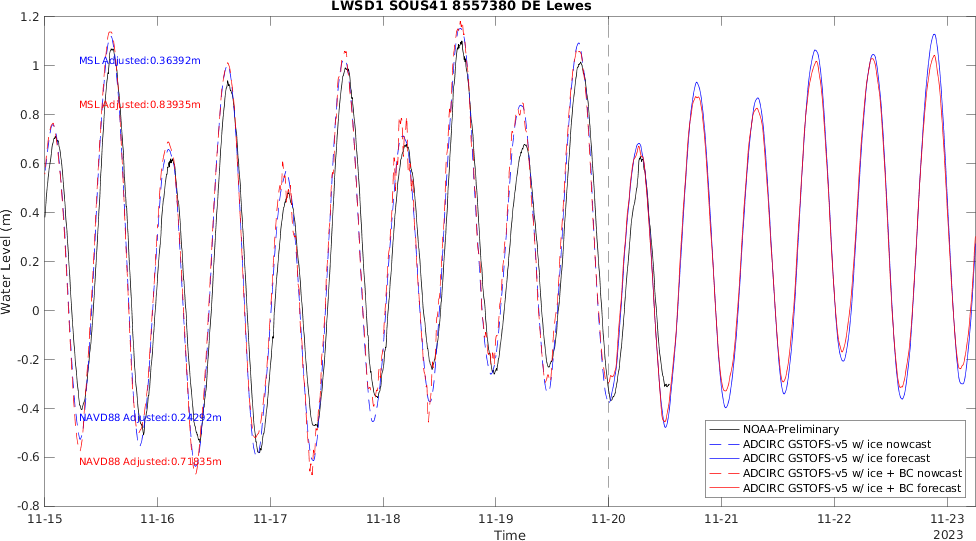 LWSD1 SOUS41 8557380 DE Lewes
1.2
1
0.8
0.6
0.4
0.2
0
-0.2
-0.4
-0.6
-0.8
Water Level (m)
MSL Adjusted:0.36392m
MSL Adjusted:0.83935m
NAVD88 Adjusted:0.24292m
NAVD88 Adjusted:0.71835m
NOAA-Preliminary
ADCIRC GSTOFS-v5 w/ ice nowcast
ADCIRC GSTOFS-v5 w/ ice forecast
ADCIRC GSTOFS-v5 w/ ice + BC nowcast
ADCIRC GSTOFS-v5 w/ ice + BC forecast
11-15 11-16 11-17 11-18 11-19 11-20 11-21 11-22 11-23
Time 2023